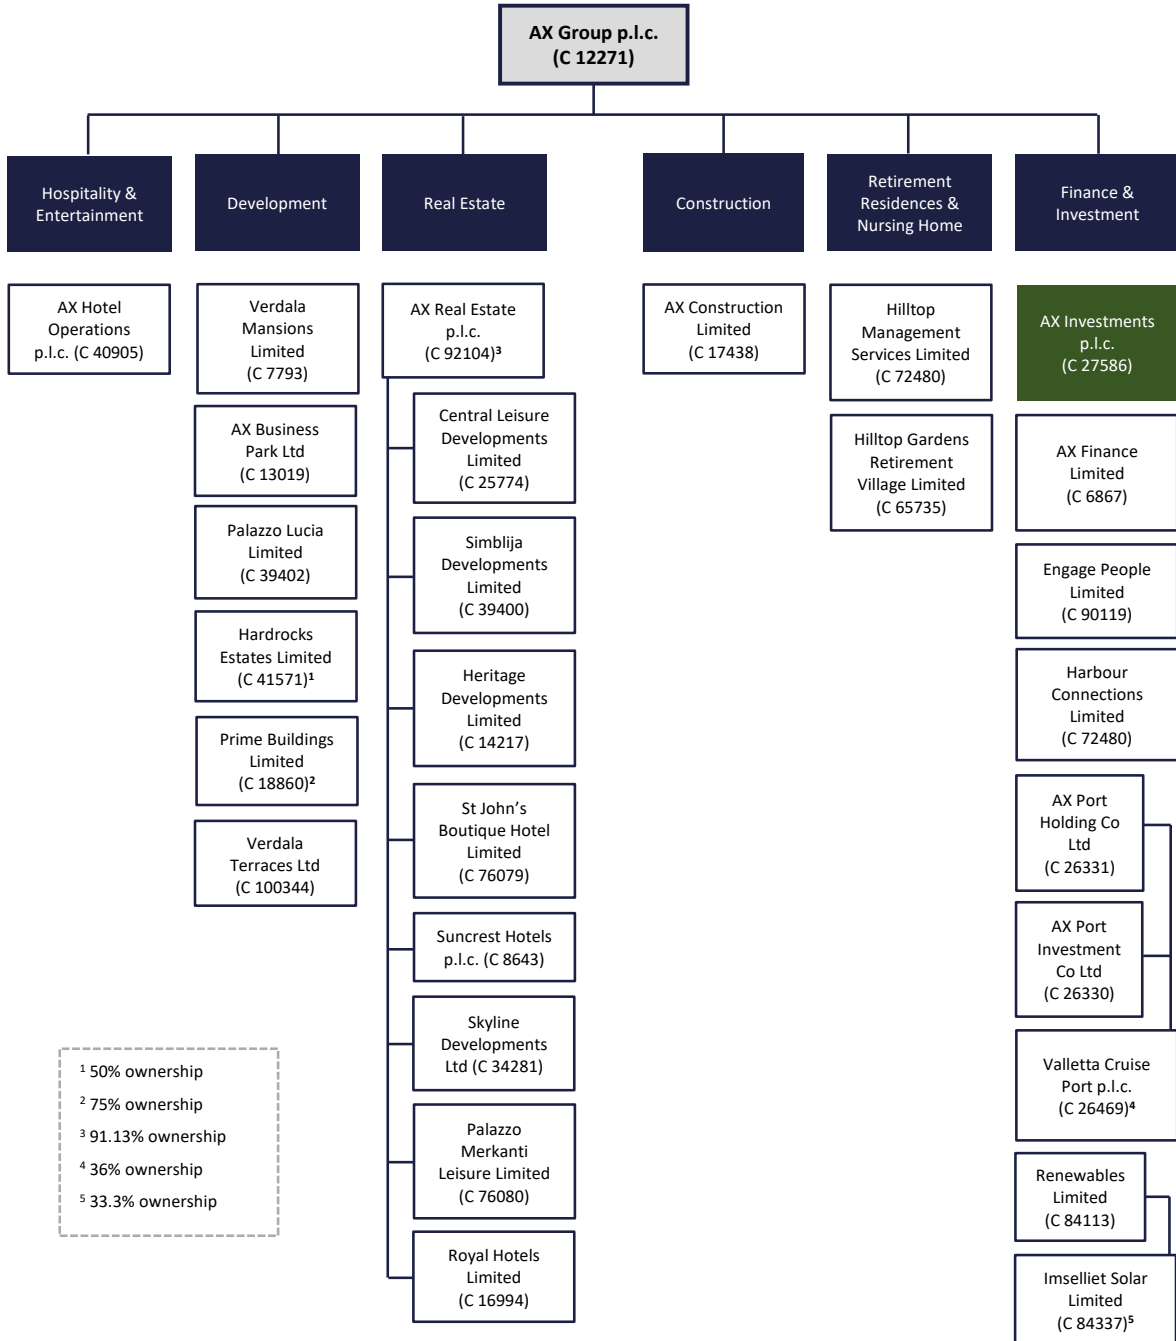 AX Group p.l.c.
(C 12271)
Hospitality &
Entertainment
Development
Real Estate
Construction
Retirement
Residences &
Nursing Home
Finance &
Investment
AX Hotel
Operations
p.l.c. (C 40905)
Verdala
Mansions
Limited
(C 7793)
AX Business
Park Ltd
(C 13019)
Palazzo Lucia
Limited
(C 39402)
Hardrocks
Estates Limited
(C 41571)¹
Prime Buildings
Limited
(C 18860)²
Verdala
Terraces Ltd
(C 100344)
AX Real Estate
p.l.c.
(C 92104)³
Central Leisure
Developments
Limited
(C 25774)
Simblija
Developments
Limited
(C 39400)
Heritage
Developments
Limited
(C 14217)
St John’s
Boutique Hotel
Limited
(C 76079)
Suncrest Hotels
p.l.c. (C 8643)
Skyline
Developments
Ltd (C 34281)
Palazzo
Merkanti
Leisure Limited
(C 76080)
Royal Hotels
Limited
(C 16994)
AX Construction
Limited
(C 17438)
Hilltop
Management
Services Limited
(C 72480)
Hilltop Gardens
Retirement
Village Limited
(C 65735)
AX Investments
p.l.c.
(C 27586)
AX Finance
Limited
(C 6867)
Engage People
Limited
(C 90119)
Harbour
Connections
Limited
(C 72480)
AX Port
Holding Co
Ltd
(C 26331)
AX Port
Investment
Co Ltd
(C 26330)
Valletta Cruise
Port p.l.c.
(C 26469)⁴
Renewables
Limited
(C 84113)
Imselliet Solar
Limited
(C 84337)⁵
¹ 50% ownership
² 75% ownership
³ 91.13% ownership
⁴ 36% ownership
⁵ 33.3% ownership